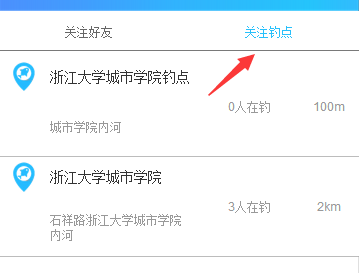 关注好友 关注钓点
浙江大学城市学院钓点
0人在钓 100m
城市学院内河
浙江大学城市学院
3人在钓 2km
石祥路浙江大学城市学院
内河